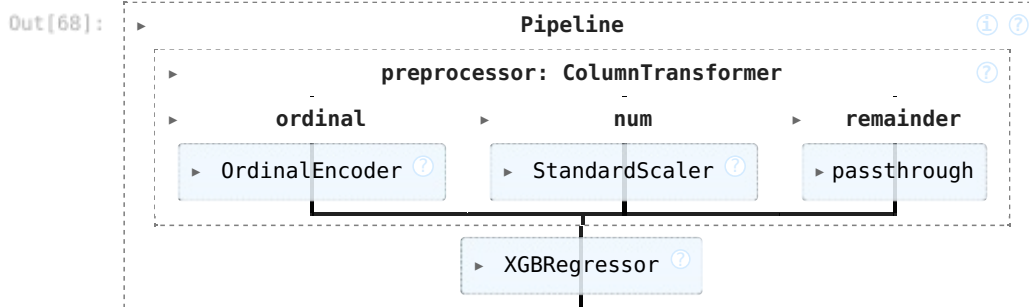 Out[68]:
Pipeline
i ?
preprocessor: ColumnTransformer
?
ordinal num remainder
OrdinalEncoder ? StandardScaler ? passthrough
XGBRegressor ?